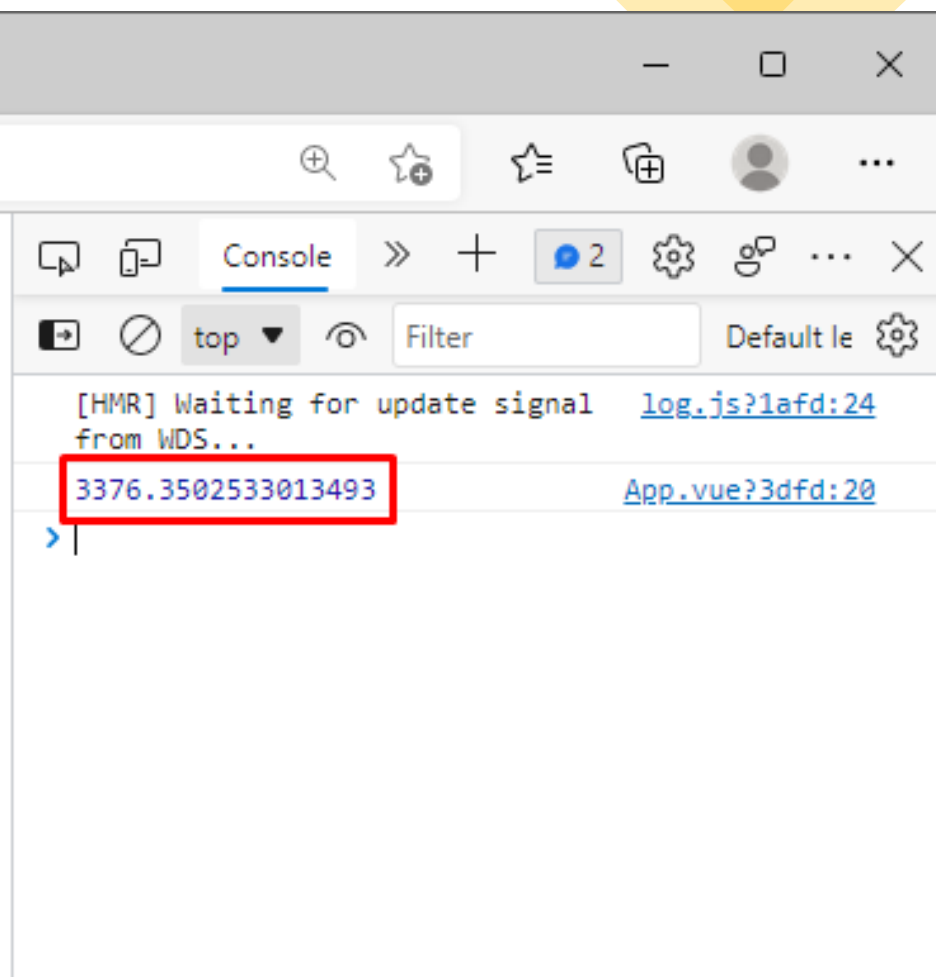 Console 2
top Filter Default le
[HMR] Waiting for update signal log.js?1afd:24
from WDS...
3376.3502533013493 App.vue?3dfd:20